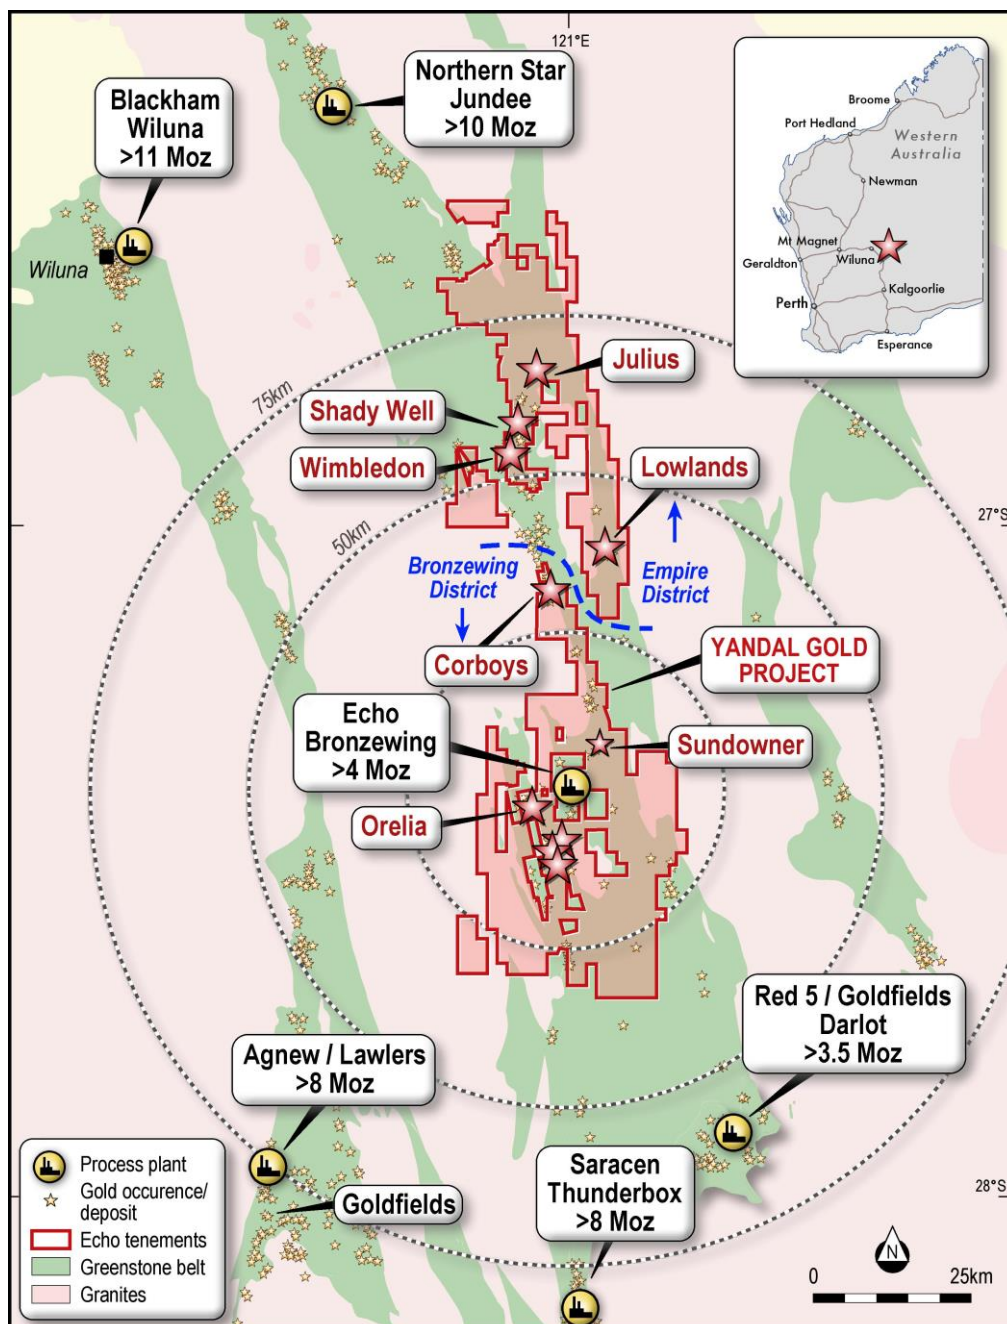 121°E
Northern Star
Jundee
>10 Moz
Blackham
Wiluna
>11 Moz
Wiluna
Broome
Port Hedland
Western
Australia
Newman
Mt Magnet
Wiluna
Geraldton
Kalgoorlie
Perth
Esperance
75km
Julius
Shady Well
Wimbledon
Lowlands
27°S
50km
Bronzewing
District
Empire
District
Corboys
YANDAL GOLD
PROJECT
Echo
Bronzewing
>4 Moz
Sundowner
Orelia
Red 5 / Goldfields
Darlot
>3.5 Moz
Agnew / Lawlers
>8 Moz
Saracen
Thunderbox
>8 Moz
Goldfields
28°S
Process plant
Gold occurence/
deposit
Echo tenements
Greenstone belt
Granites
N
0 25km